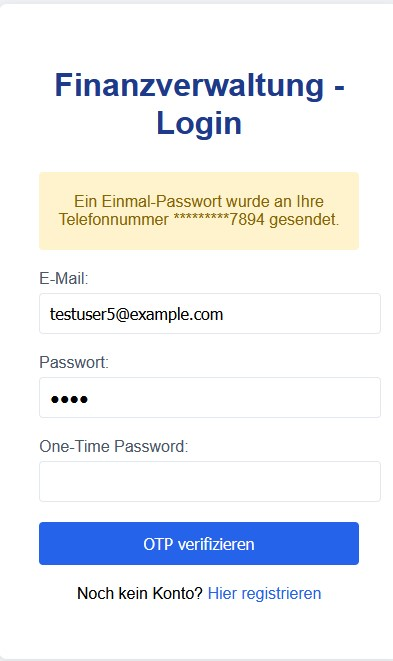 Finanzverwaltung -
Login
Ein Einmal-Passwort wurde an Ihre
Telefonnummer *********7894 gesendet.
E-Mail:
testuser5@example.com
Passwort:
●●●●
One-Time Password:
OTP verifizieren
Noch kein Konto? Hier registrieren